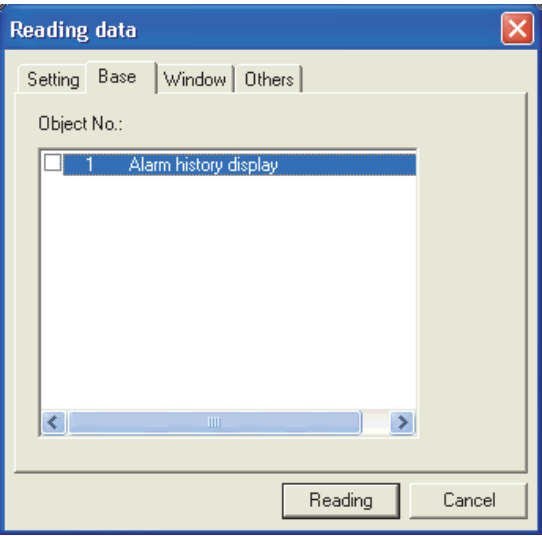 Reading data
Setting Base Window Others
Object No.:
1 Alarm history display
Reading Cancel